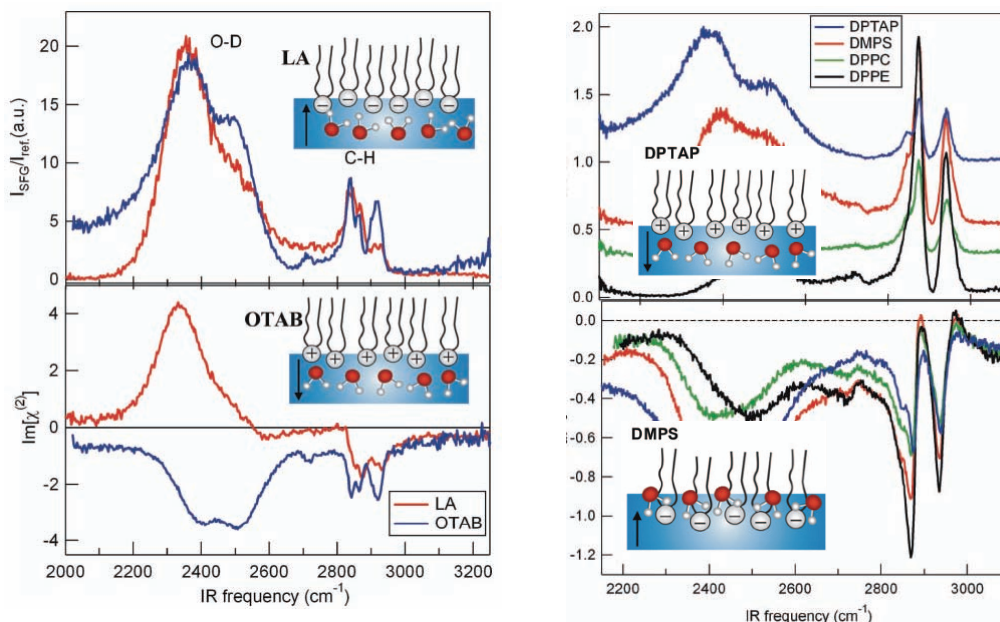 20
15
10
5
0
I_SFG/I_ref.(a.u.)
O-D
LA
C-H
4
2
0
-2
-4
Im[χ^(2)]
OTAB
LA
OTAB
2000 2200 2400 2600 2800 3000 3200
IR frequency (cm^-1)
2.0
1.5
1.0
0.5
0.0
DPTAP
DMPS
DPPC
DPPE
DPTAP
0.0
-0.2
-0.4
-0.6
-0.8
-1.0
-1.2
DMPS
2200 2400 2600 2800 3000
IR frequency (cm^-1)